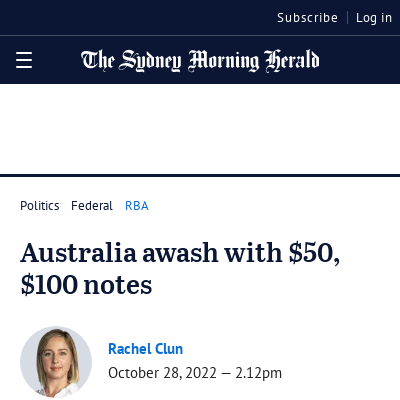 Subscribe Log in
The Sydney Morning Herald
Politics Federal RBA
Australia awash with $50,
$100 notes
Rachel Clun
October 28, 2022 — 2.12pm